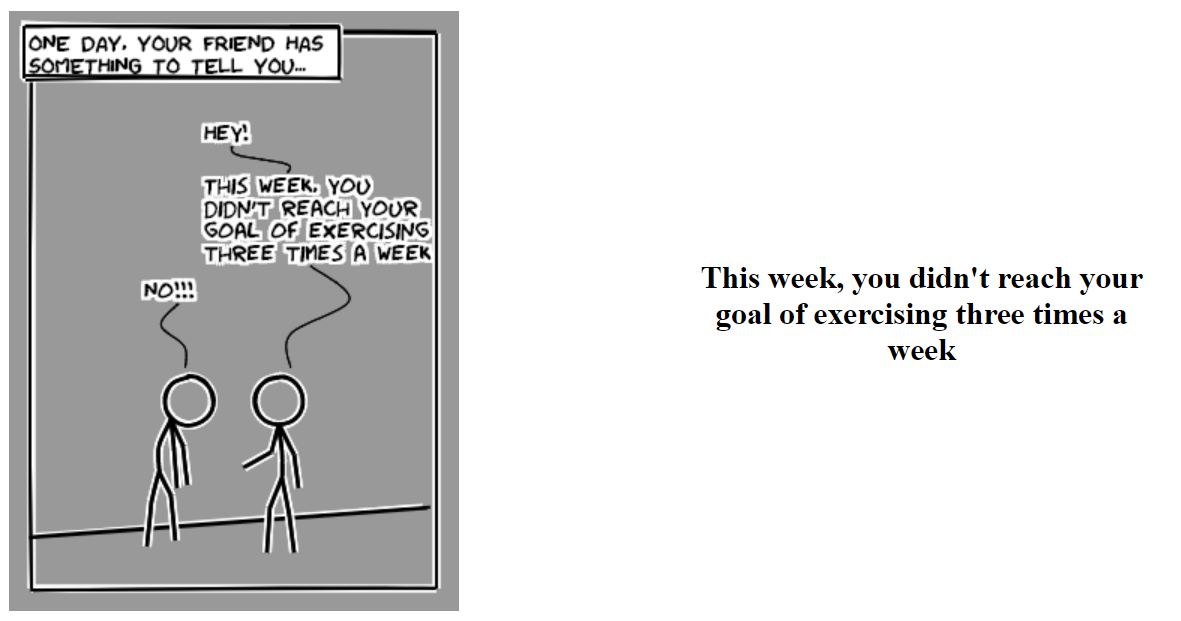 ONE DAY, YOUR FRIEND HAS
SOMETHING TO TELL YOU...
HEY!
THIS WEEK, YOU
DIDN'T REACH YOUR
GOAL OF EXERCISING
THREE TIMES A WEEK
NO!!!
This week, you didn't reach your
goal of exercising three times a
week